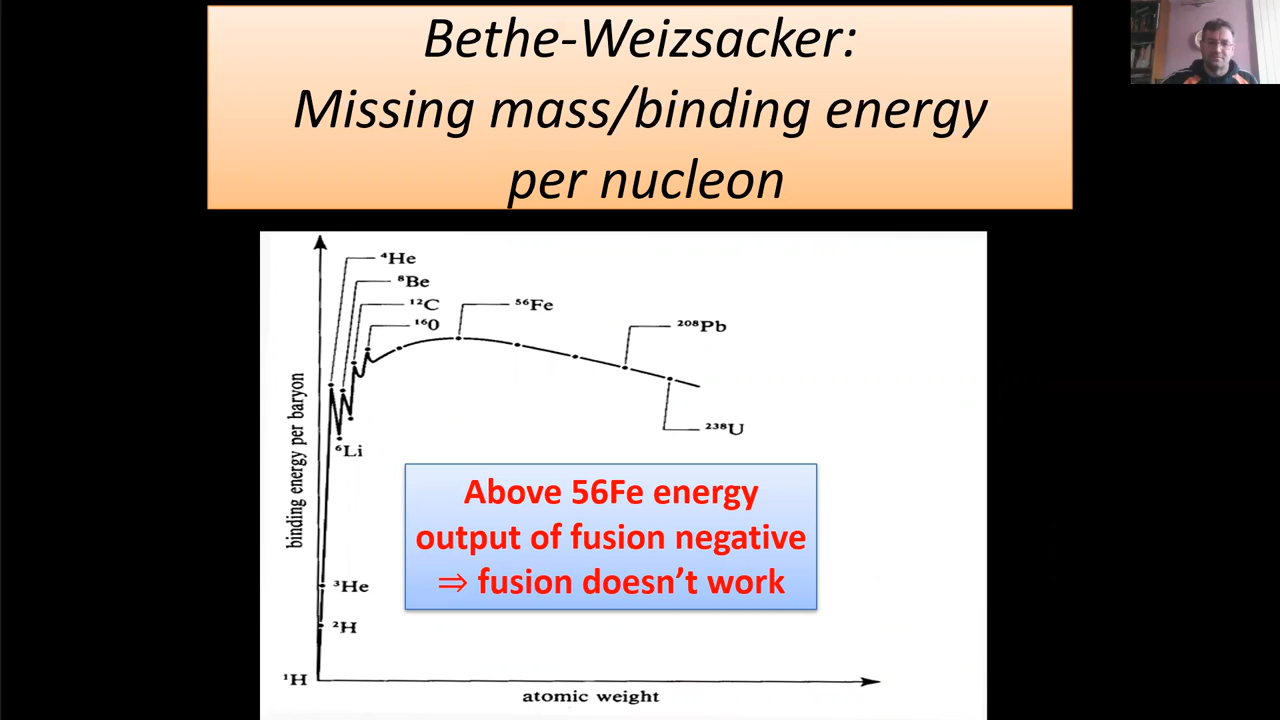 Bethe-Weizsacker:
Missing mass/binding energy
per nucleon
⁴He
⁸Be
¹²C
¹⁶0
⁵⁶Fe
²⁰⁸Pb
²³⁸U
⁶Li
³He
²H
¹H
binding energy per baryon
atomic weight
Above 56Fe energy
output of fusion negative
⇒ fusion doesn’t work